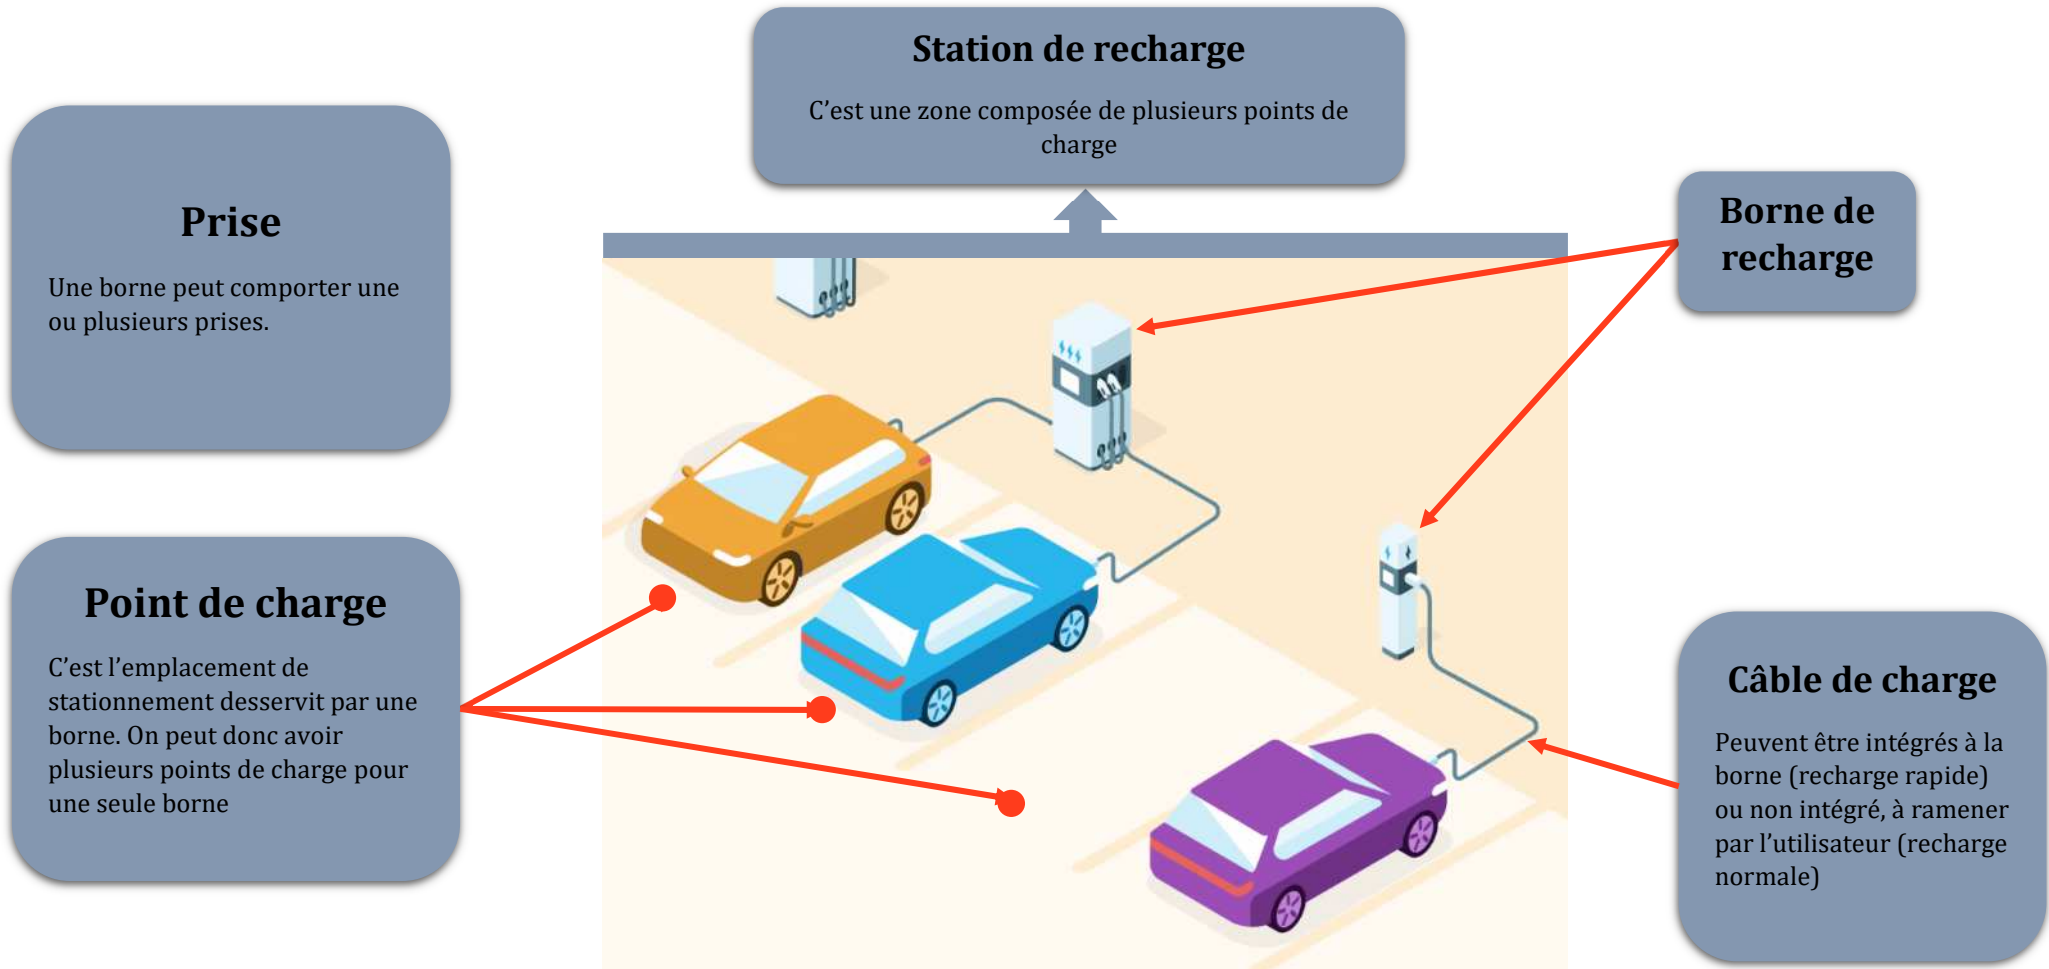 Station de recharge
C’est une zone composée de plusieurs points de
charge
Prise
Une borne peut comporter une
ou plusieurs prises.
Borne de
recharge
Point de charge
C’est l’emplacement de
stationnement desservit par une
borne. On peut donc avoir
plusieurs points de charge pour
une seule borne
Câble de charge
Peuvent être intégrés à la
borne (recharge rapide)
ou non intégré, à ramener
par l’utilisateur (recharge
normale)